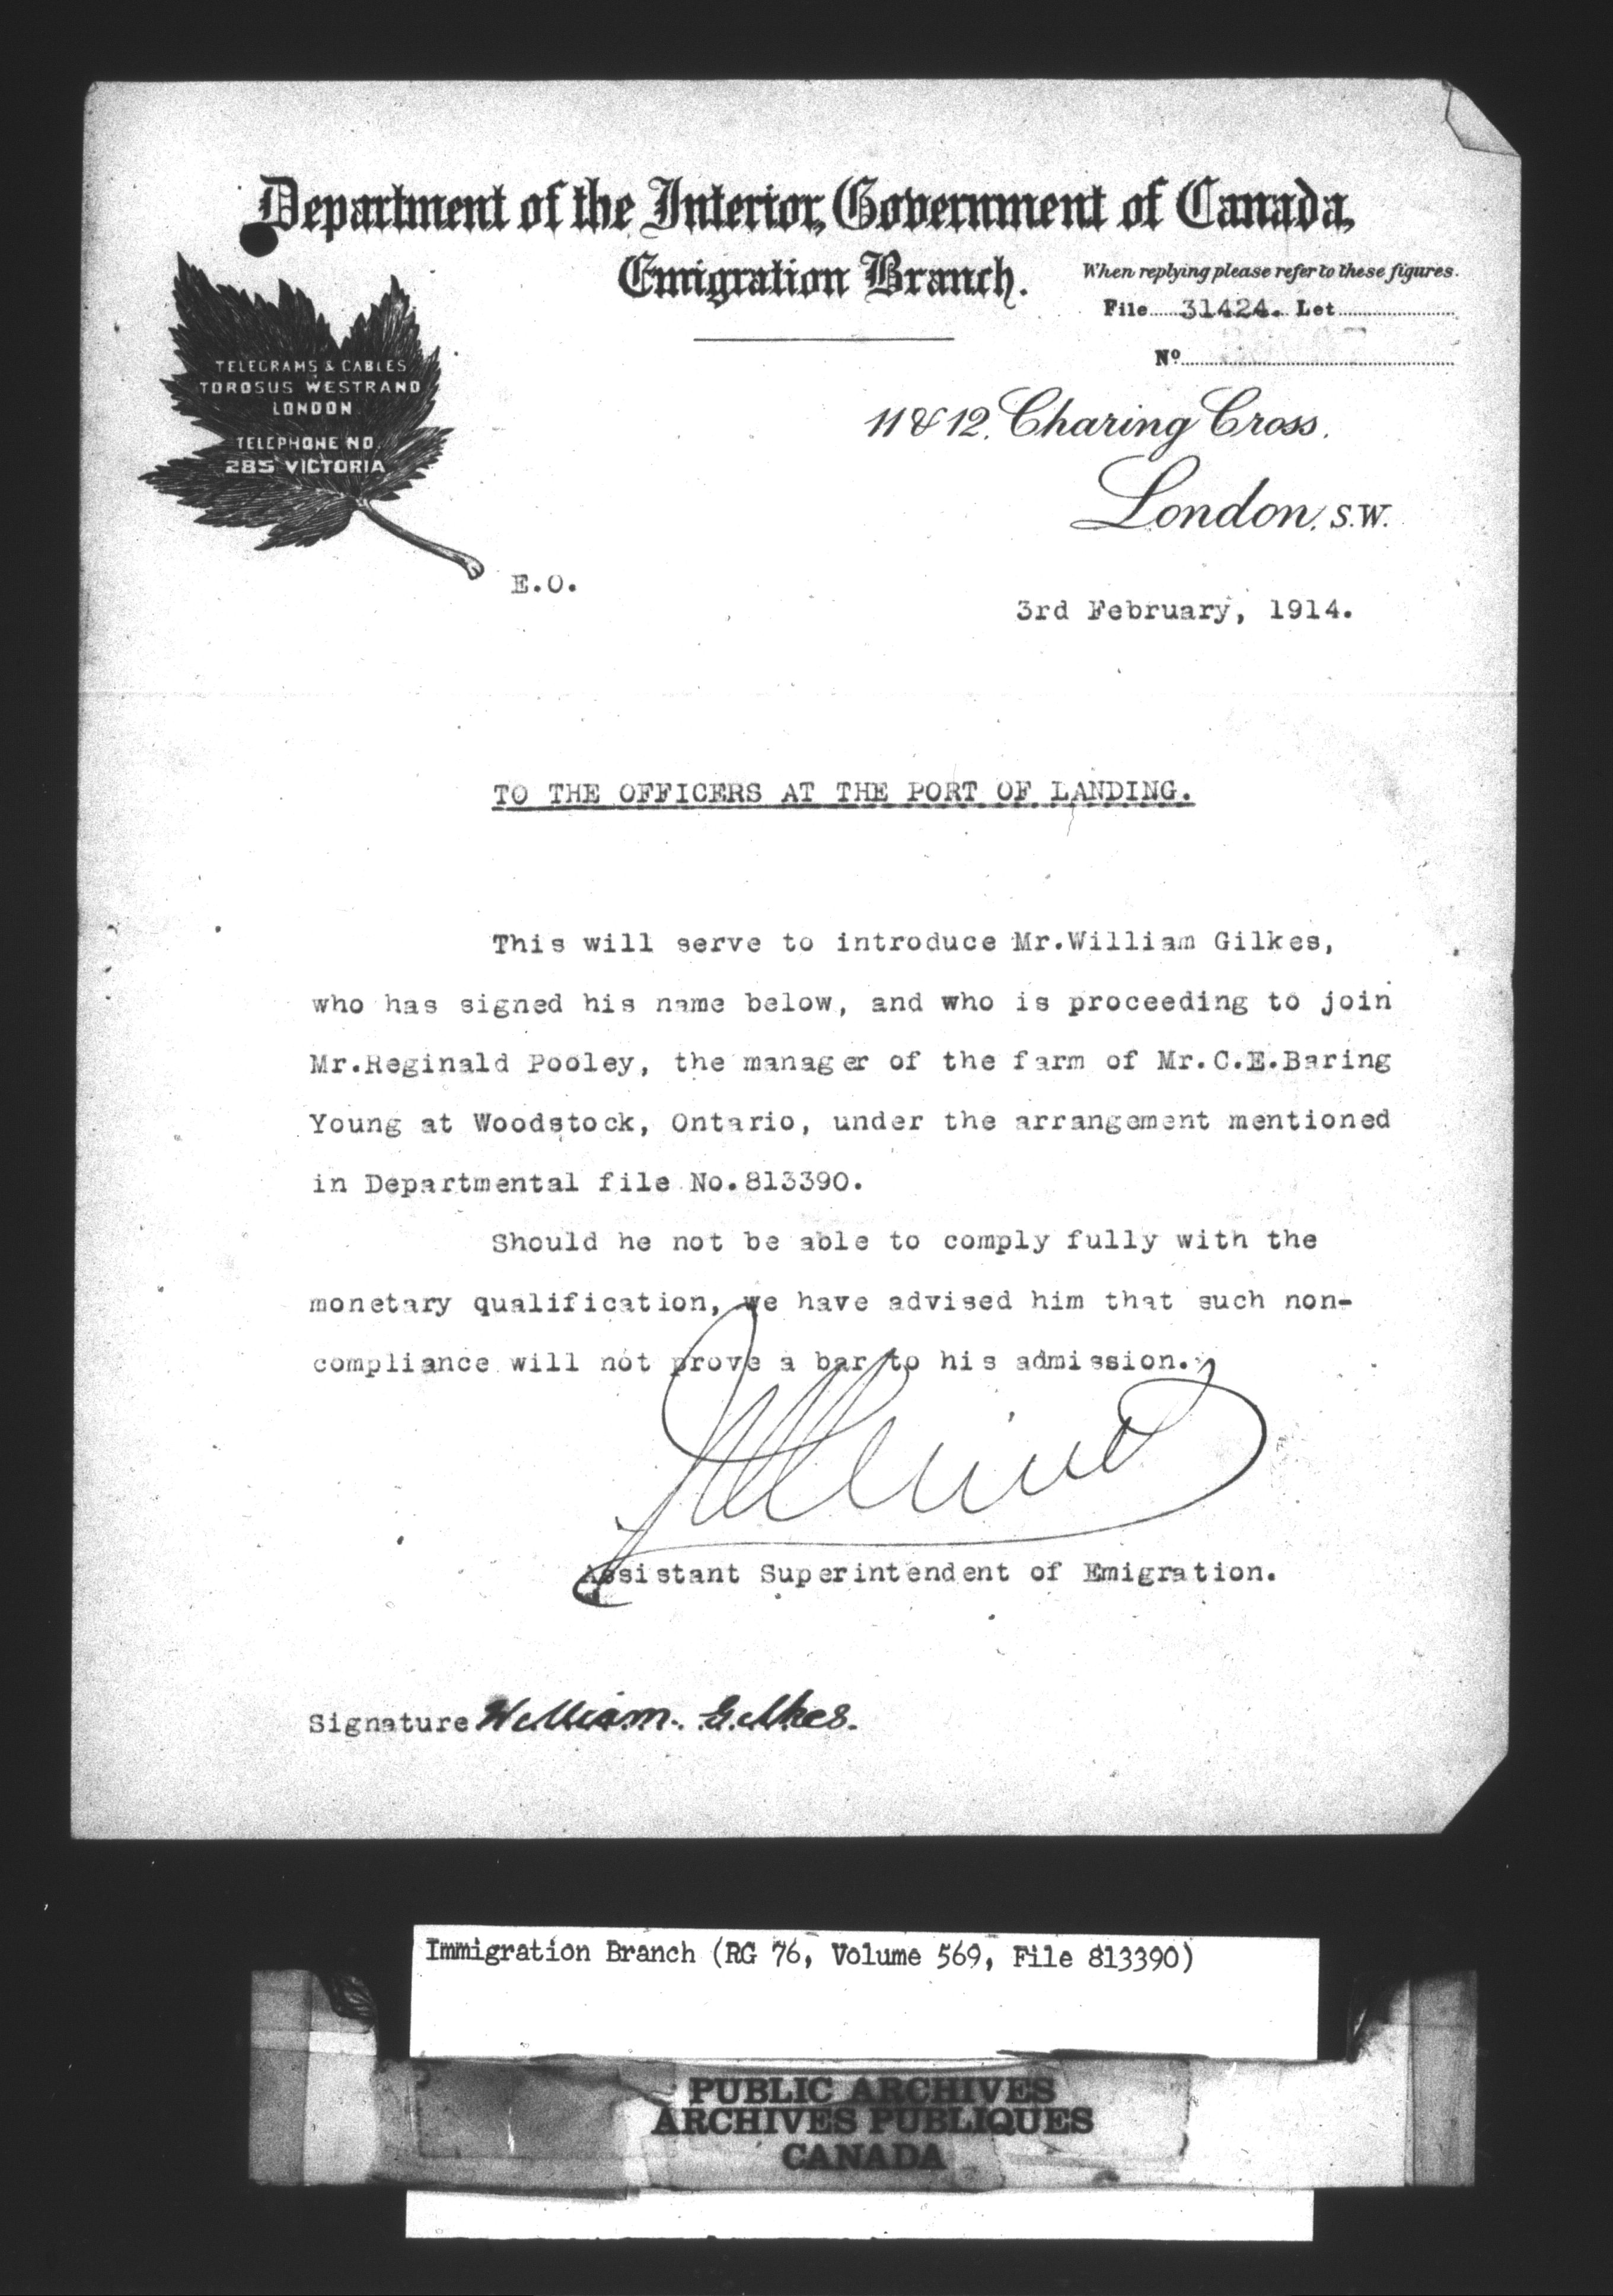 Department of the Interior, Government of Canada,
Emigration Branch.
When replying please refer to these figures.
File 31424. Let
Nº
TELEGRAMS & CABLES
TOROSUS WESTRAND
LONDON
TELEPHONE NO.
285 VICTORIA
11 & 12, Charing Cross,
London, S.W.
E.O.
3rd February, 1914.
TO THE OFFICERS AT THE PORT OF LANDING.
This will serve to introduce Mr.William Gilkes,
who has signed his name below, and who is proceeding to join
Mr.Reginald Pooley, the manager of the farm of Mr.C.E.Baring
Young at Woodstock, Ontario, under the arrangement mentioned
in Departmental file No.813390.
Should he not be able to comply fully with the
monetary qualification, we have advised him that such non-
compliance will not prove a bar to his admission.
Assistant Superintendent of Emigration.
Signature William Gilkes.
Immigration Branch (RG 76, Volume 569, File 813390)
PUBLIC ARCHIVES
ARCHIVES PUBLIQUES
CANADA